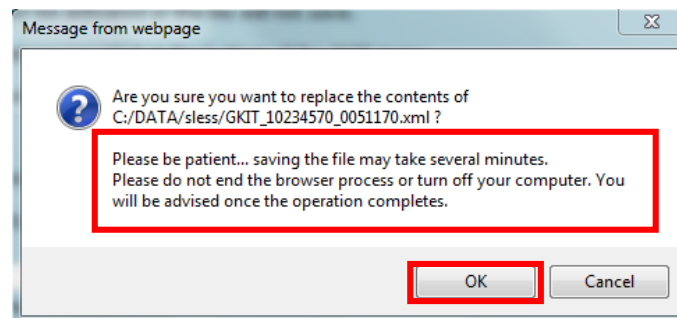 Message from webpage
Are you sure you want to replace the contents of
C:/DATA/sless/GKIT_10234570_0051170.xml ?
Please be patient... saving the file may take several minutes.
Please do not end the browser process or turn off your computer. You
will be advised once the operation completes.
OK
Cancel